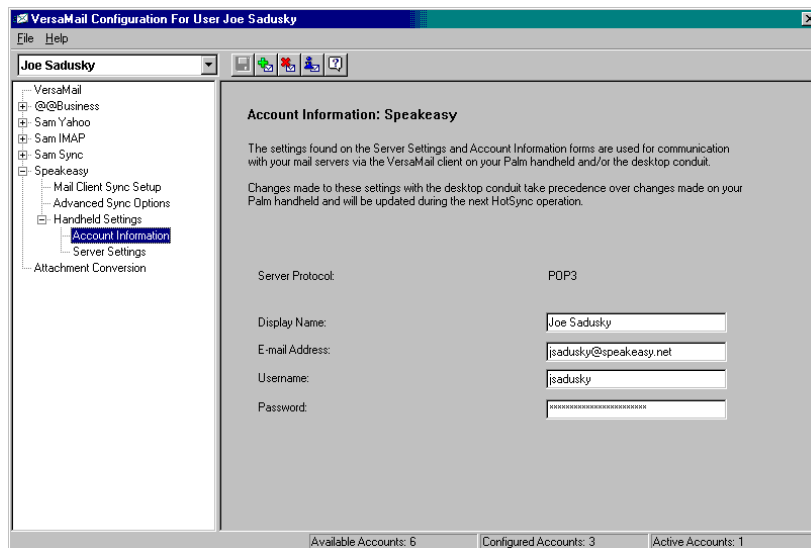 VersaMail Configuration For User Joe Sadusky
File Help
Joe Sadusky
VersaMail
@@Business
Sam Yahoo
Sam IMAP
Sam Sync
Speakeasy
Mail Client Sync Setup
Advanced Sync Options
Handheld Settings
Account Information
Server Settings
Attachment Conversion
Account Information: Speakeasy
The settings found on the Server Settings and Account Information forms are used for communication
with your mail servers via the VersaMail client on your Palm handheld and/or the desktop conduit.
Changes made to these settings with the desktop conduit take precedence over changes made on your
Palm handheld and will be updated during the next HotSync operation.
Server Protocol: POP3
Display Name: Joe Sadusky
E-mail Address: jsadusky@speakeasy.net
Username: jsadusky
Password: ************************
Available Accounts: 6 Configured Accounts: 3 Active Accounts: 1